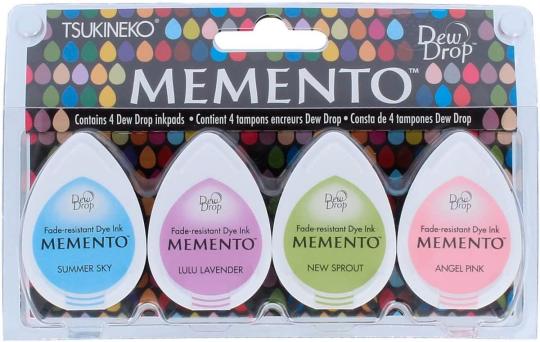 TSUKINEKO®
Dew
Drop™
MEMENTO™
Contains 4 Dew Drop inkpads • Contient 4 tampons encreurs Dew Drop • Consta de 4 tampones Dew Drop
Dew
Drop
Fade-resistant Dye Ink
MEMENTO™
SUMMER SKY
Dew
Drop
Fade-resistant Dye Ink
MEMENTO™
LULU LAVENDER
Dew
Drop
Fade-resistant Dye Ink
MEMENTO™
NEW SPROUT
Dew
Drop
Fade-resistant Dye Ink
MEMENTO™
ANGEL PINK